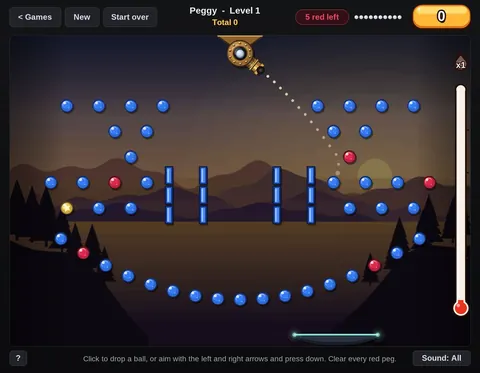 < Games
New
Start over
Peggy - Level 1
Total 0
5 red left
0
x1
?
Click to drop a ball, or aim with the left and right arrows and press down. Clear every red peg.
Sound: All